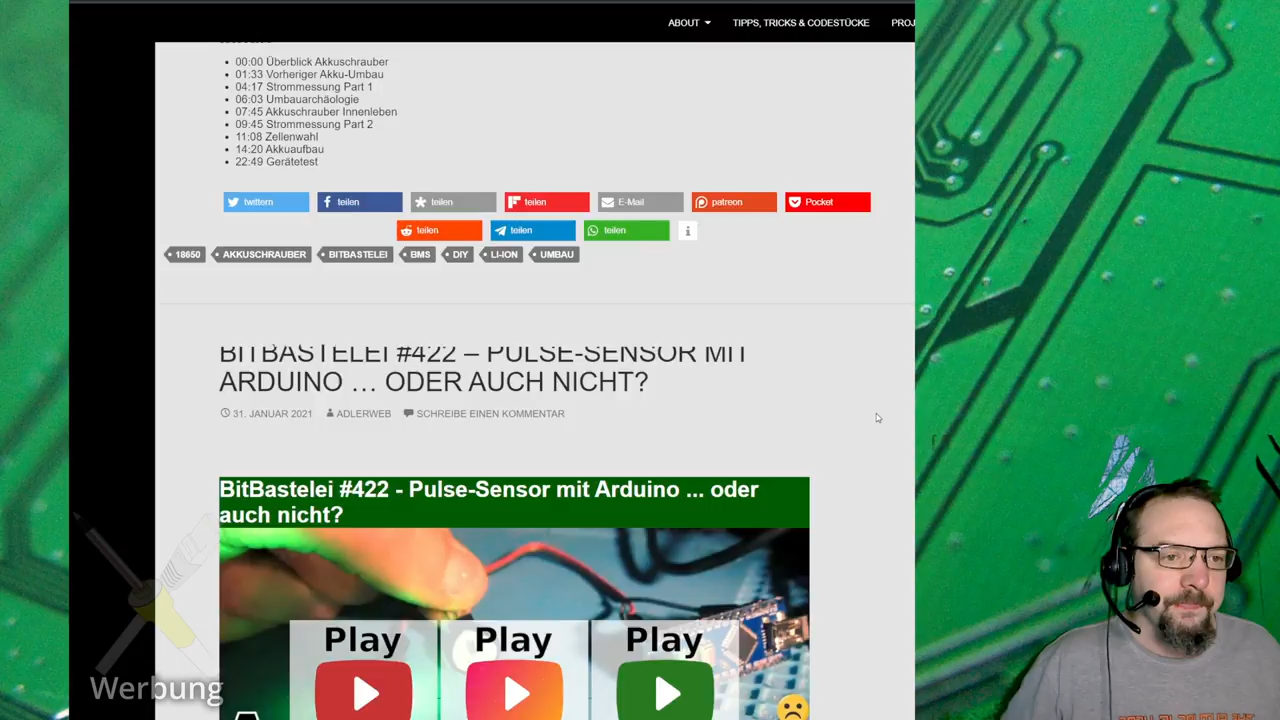 ABOUT TIPPS, TRICKS & CODESTÜCKE PROJ
00:00 Überblick Akkuschrauber
01:33 Vorheriger Akku-Umbau
04:17 Strommessung Part 1
06:03 Umbauarchäologie
07:45 Akkuschrauber Innenleben
09:45 Strommessung Part 2
11:08 Zellenwahl
14:20 Akkuaufbau
22:49 Gerätetest
twittern teilen teilen teilen E-Mail patreon Pocket
teilen teilen teilen
18650 AKKUSCHRAUBER BITBASTELEI BMS DIY LI-ION UMBAU
BITBASTELEI #422 – PULSE-SENSOR MIT
ARDUINO … ODER AUCH NICHT?
31. JANUAR 2021 ADLERWEB SCHREIBE EINEN KOMMENTAR
BitBastelei #422 - Pulse-Sensor mit Arduino ... oder
auch nicht?
Play Play Play
Werbung